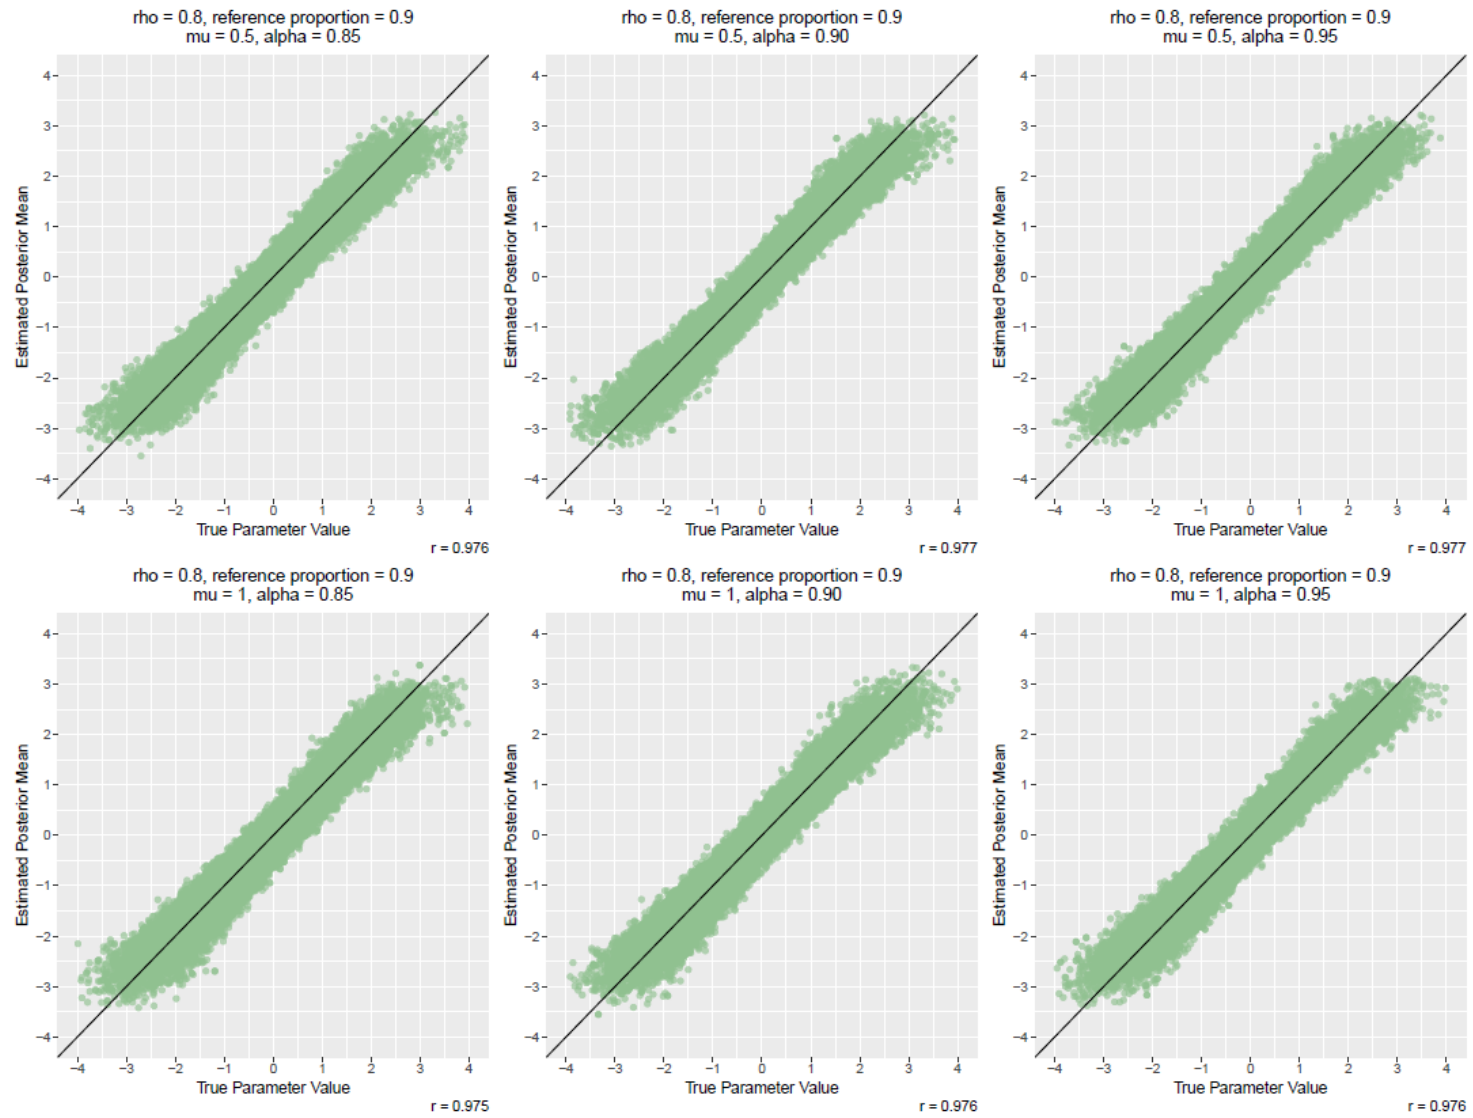 rho = 0.8, reference proportion = 0.9
mu = 0.5, alpha = 0.85
4
3
2
1
0
−1
−2
−3
−4
Estimated Posterior Mean
−4 −3 −2 −1 0 1 2 3 4
True Parameter Value
r = 0.976
rho = 0.8, reference proportion = 0.9
mu = 0.5, alpha = 0.90
4
3
2
1
0
−1
−2
−3
−4
Estimated Posterior Mean
−4 −3 −2 −1 0 1 2 3 4
True Parameter Value
r = 0.977
rho = 0.8, reference proportion = 0.9
mu = 0.5, alpha = 0.95
4
3
2
1
0
−1
−2
−3
−4
Estimated Posterior Mean
−4 −3 −2 −1 0 1 2 3 4
True Parameter Value
r = 0.977
rho = 0.8, reference proportion = 0.9
mu = 1, alpha = 0.85
4
3
2
1
0
−1
−2
−3
−4
Estimated Posterior Mean
−4 −3 −2 −1 0 1 2 3 4
True Parameter Value
r = 0.975
rho = 0.8, reference proportion = 0.9
mu = 1, alpha = 0.90
4
3
2
1
0
−1
−2
−3
−4
Estimated Posterior Mean
−4 −3 −2 −1 0 1 2 3 4
True Parameter Value
r = 0.976
rho = 0.8, reference proportion = 0.9
mu = 1, alpha = 0.95
4
3
2
1
0
−1
−2
−3
−4
Estimated Posterior Mean
−4 −3 −2 −1 0 1 2 3 4
True Parameter Value
r = 0.976